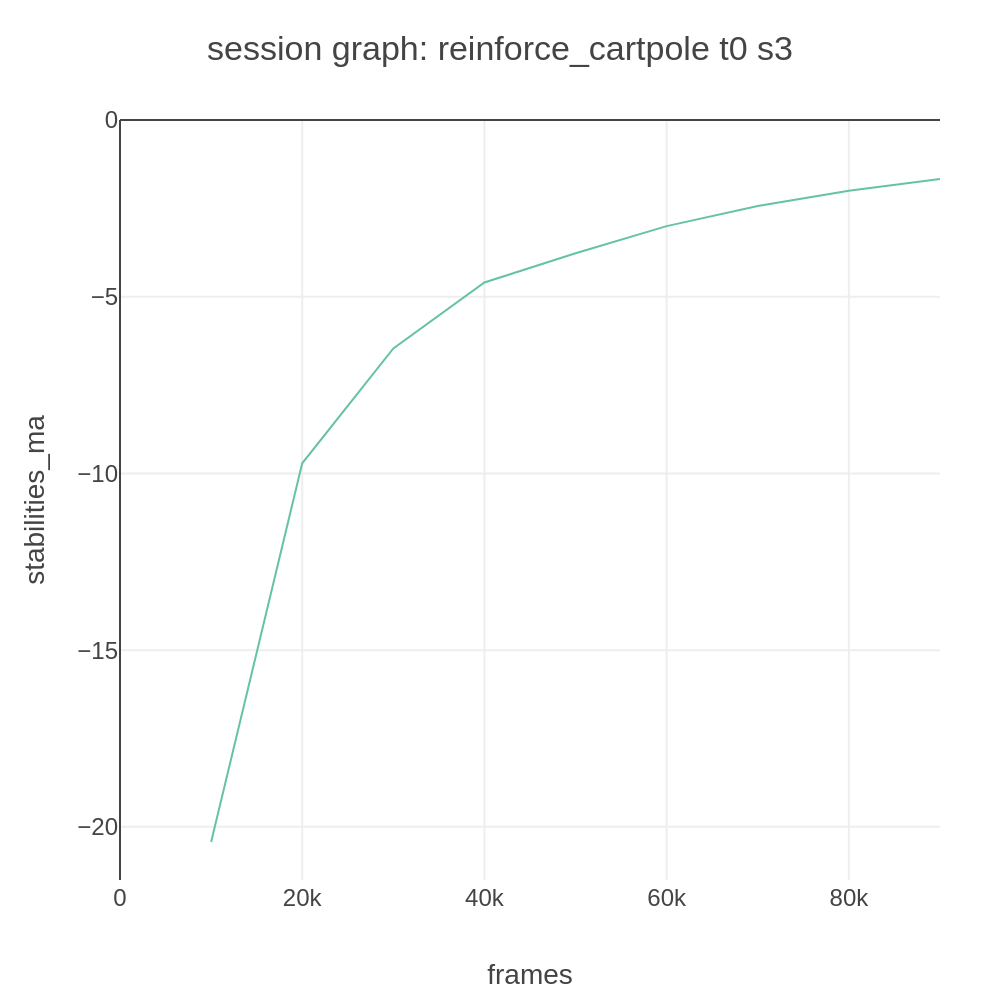 session graph: reinforce_cartpole t0 s3
0
−5
−10
−15
−20
stabilities_ma
0
20k
40k
60k
80k
frames